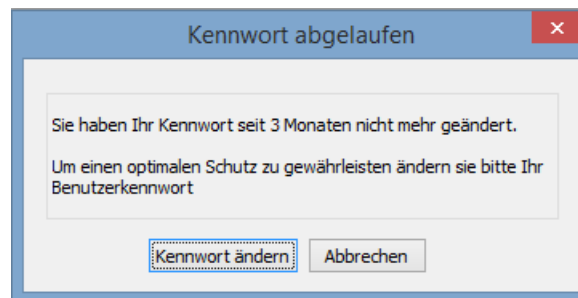 Kennwort abgelaufen
Sie haben Ihr Kennwort seit 3 Monaten nicht mehr geändert.
Um einen optimalen Schutz zu gewährleisten ändern sie bitte Ihr
Benutzerkennwort
Kennwort ändern Abbrechen